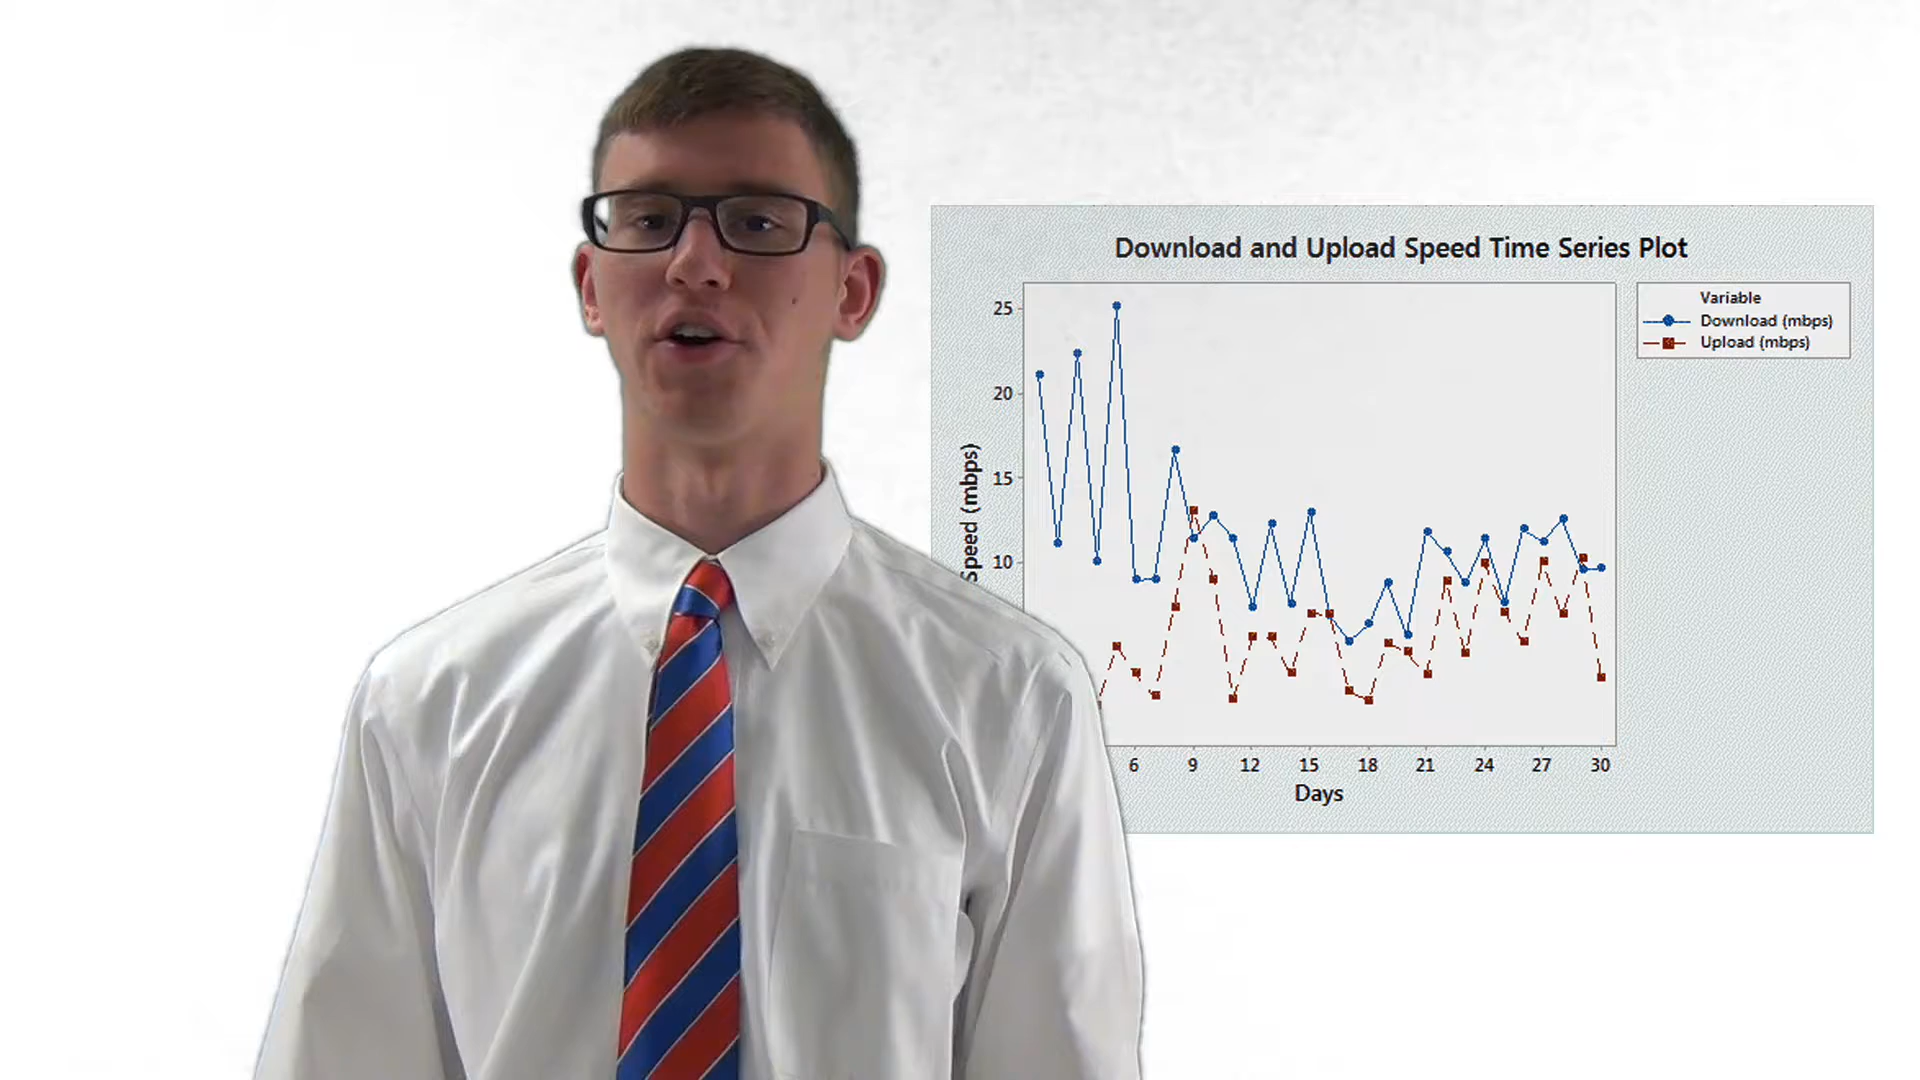 Download and Upload Speed Time Series Plot
Variable
Download (mbps)
Upload (mbps)
25
20
15
10
Speed (mbps)
6 9 12 15 18 21 24 27 30
Days